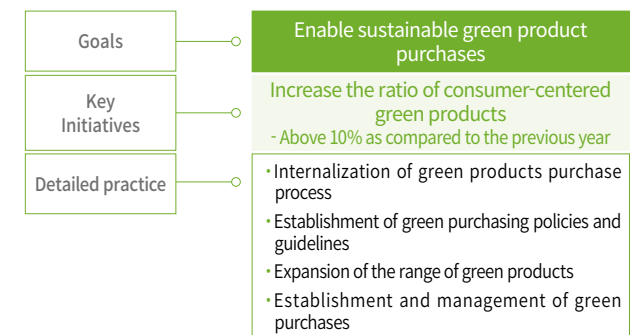 Goals
Enable sustainable green product
purchases
Key
Initiatives
Increase the ratio of consumer-centered
green products
- Above 10% as compared to the previous year
Detailed practice
· Internalization of green products purchase
process
· Establishment of green purchasing policies and
guidelines
· Expansion of the range of green products
· Establishment and management of green
purchases